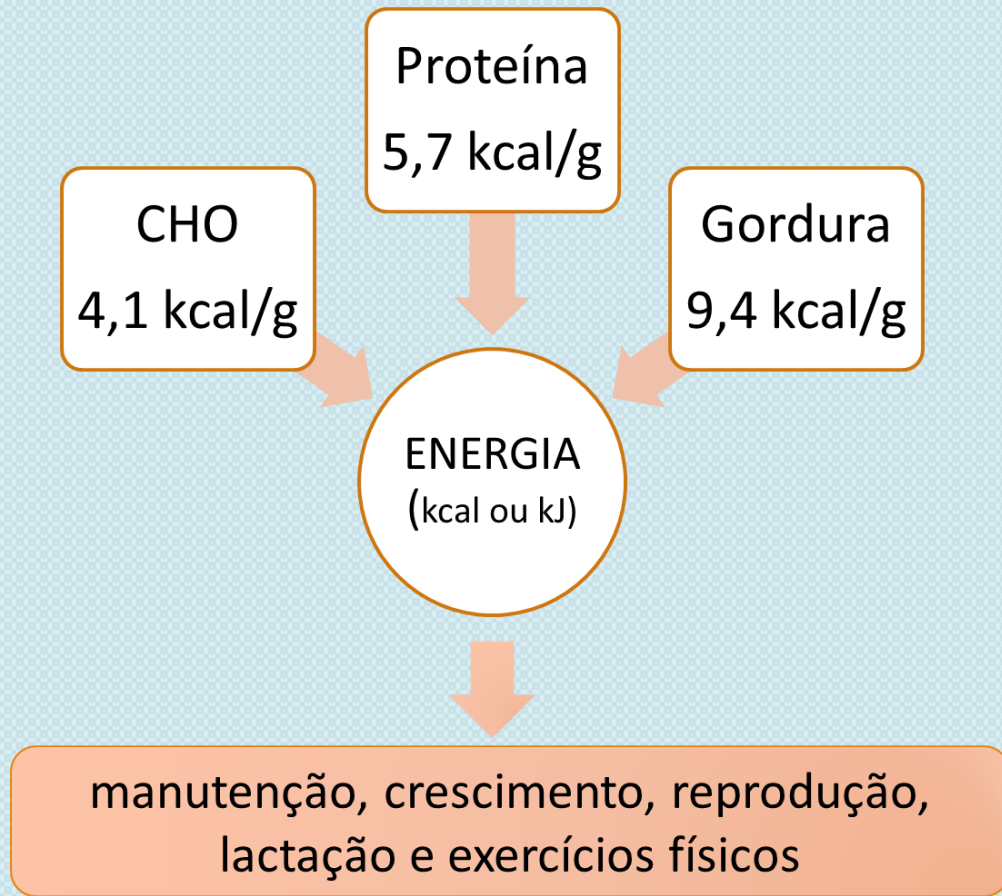 Proteína
5,7 kcal/g
CHO
4,1 kcal/g
Gordura
9,4 kcal/g
ENERGIA
(kcal ou kJ)
manutenção, crescimento, reprodução,
lactação e exercícios físicos